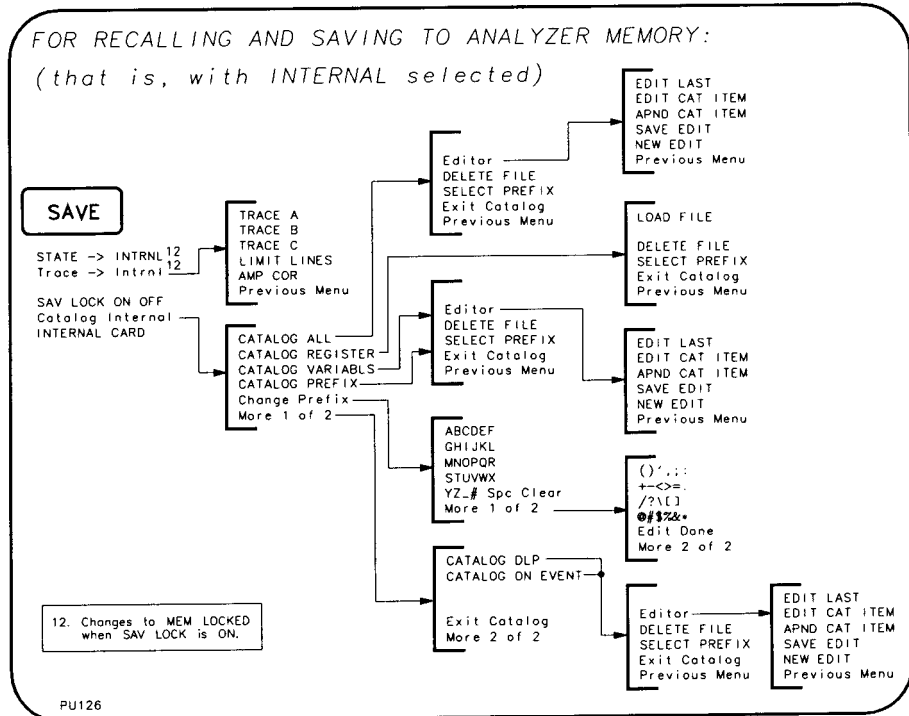 FOR RECALLING AND SAVING TO ANALYZER MEMORY:
(that is, with INTERNAL selected)
SAVE
STATE -> INTRNL 12
Trace -> Intrnl 12
SAV LOCK ON OFF
Catalog Internal
INTERNAL CARD
TRACE A
TRACE B
TRACE C
LIMIT LINES
AMP COR
Previous Menu
CATALOG ALL
CATALOG REGISTER
CATALOG VARIABLS
CATALOG PREFIX
Change Prefix
More 1 of 2
Editor
DELETE FILE
SELECT PREFIX
Exit Catalog
Previous Menu
EDIT LAST
EDIT CAT ITEM
APND CAT ITEM
SAVE EDIT
NEW EDIT
Previous Menu
LOAD FILE
DELETE FILE
SELECT PREFIX
Exit Catalog
Previous Menu
Editor
DELETE FILE
SELECT PREFIX
Exit Catalog
Previous Menu
EDIT LAST
EDIT CAT ITEM
APND CAT ITEM
SAVE EDIT
NEW EDIT
Previous Menu
ABCDEF
GHIJKL
MNOPQR
STUVWX
YZ_# Spc Clear
More 1 of 2
()',;:
+-<>=.
/?\[]
@#$%&*
Edit Done
More 2 of 2
CATALOG DLP
CATALOG ON EVENT
Exit Catalog
More 2 of 2
Editor
DELETE FILE
SELECT PREFIX
Exit Catalog
Previous Menu
EDIT LAST
EDIT CAT ITEM
APND CAT ITEM
SAVE EDIT
NEW EDIT
Previous Menu
12. Changes to MEM LOCKED
when SAV LOCK is ON.
PU126